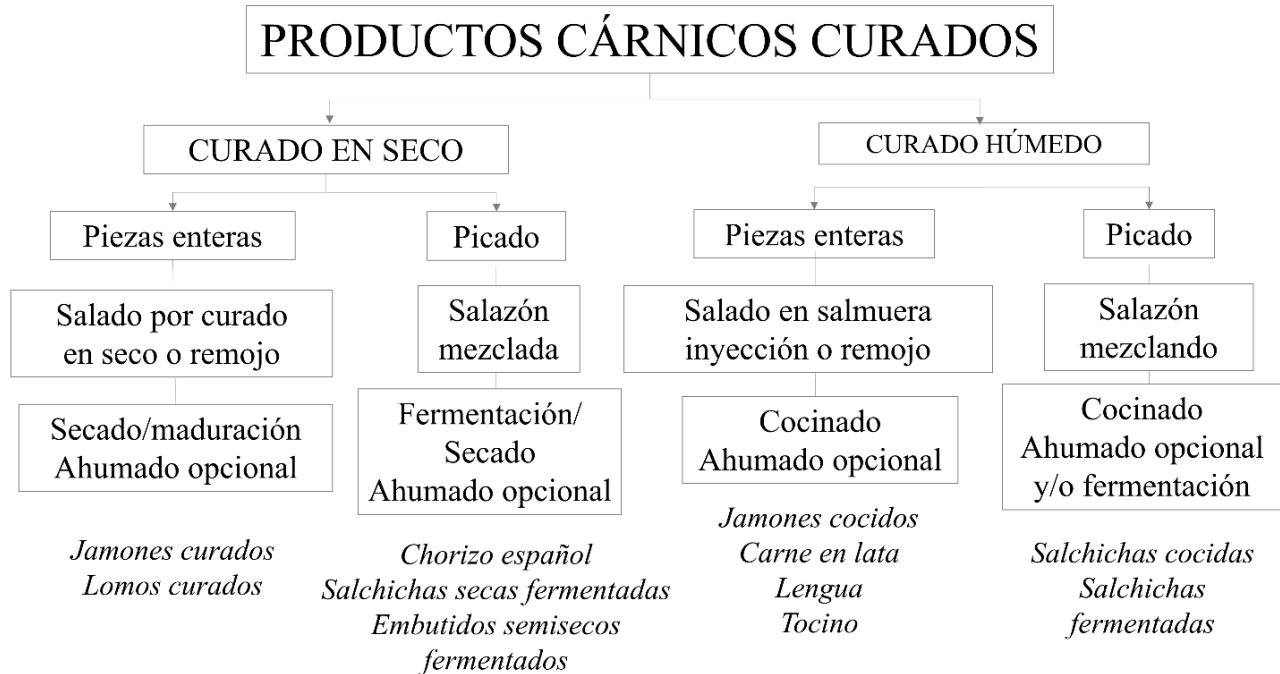 PRODUCTOS CÁRNICOS CURADOS
CURADO EN SECO
CURADO HÚMEDO
Piezas enteras
Picado
Piezas enteras
Picado
Salado por curado
en seco o remojo
Salazón
mezclada
Salado en salmuera
inyección o remojo
Salazón
mezclando
Secado/maduración
Ahumado opcional
Fermentación/
Secado
Ahumado opcional
Cocinado
Ahumado opcional
Cocinado
Ahumado opcional
y/o fermentación
Jamones curados
Lomos curados
Chorizo español
Salchichas secas fermentadas
Embutidos semisecos
fermentados
Jamones cocidos
Carne en lata
Lengua
Tocino
Salchichas cocidas
Salchichas
fermentadas